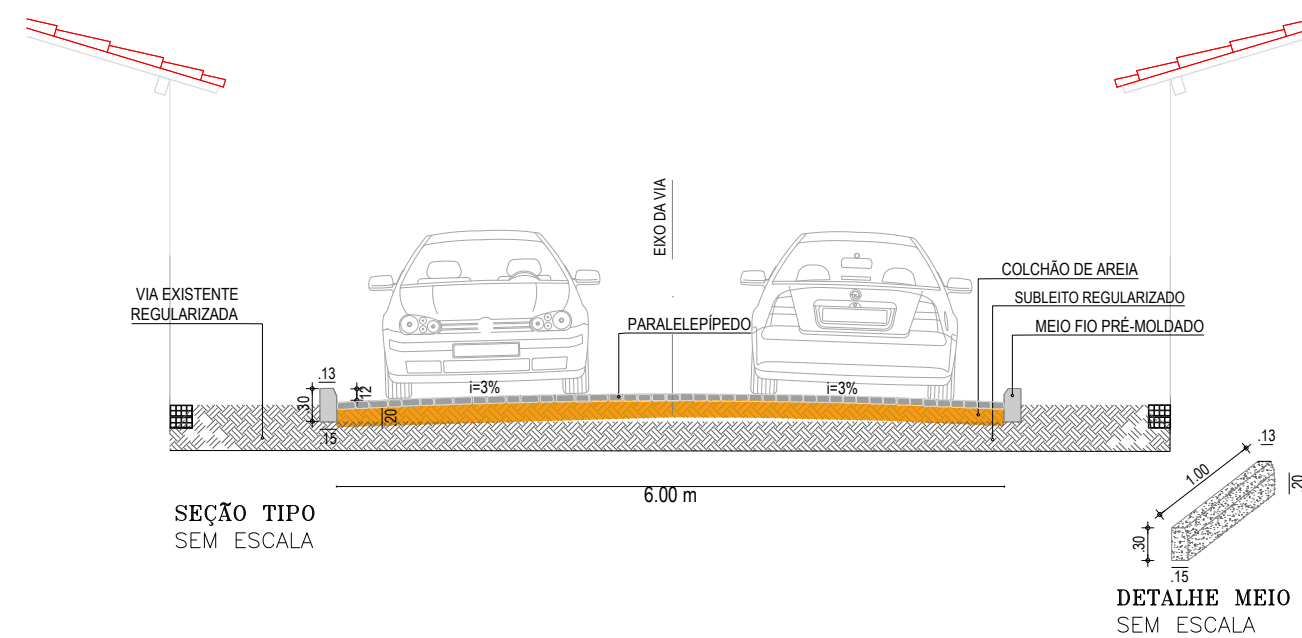 EIXO DA VIA
COLCHÃO DE AREIA
VIA EXISTENTE
REGULARIZADA
SUBLEITO REGULARIZADO
PARALELEPÍPEDO
MEIO FIO PRÉ-MOLDADO
.13
.30
12
i=3%
i=3%
.20
.15
6.00 m
SEÇÃO TIPO
SEM ESCALA
.13
1.00
.20
.30
.15
DETALHE MEIO
SEM ESCALA